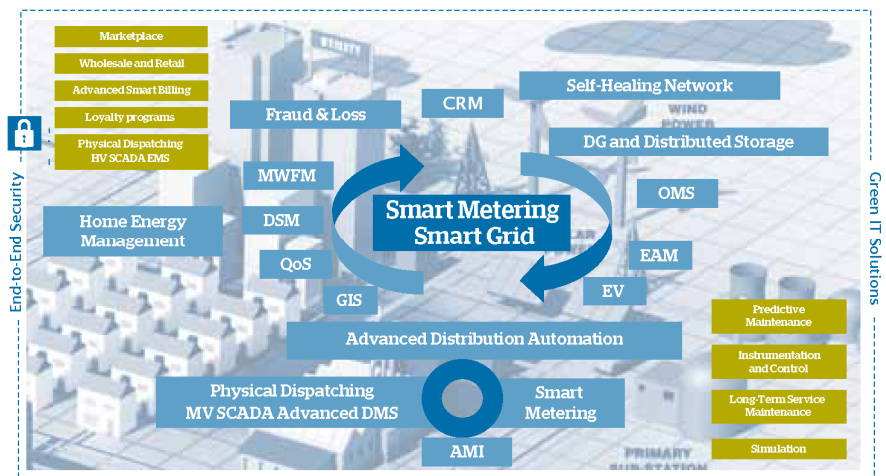 Marketplace
Wholesale and Retail
Advanced Smart Billing
Loyalty programs
Physical Dispatching
HV SCADA EMS
UTILITY
Fraud & Loss
CRM
Self-Healing Network
WIND
POWER
DG and Distributed Storage
MWFM
OMS
DSM
Home Energy
Management
Smart Metering
Smart Grid
QoS
EAM
GIS
EV
End-to-End Security
Green IT Solutions
Advanced Distribution Automation
Predictive
Maintenance
Instrumentation
and Control
Long-Term Service
Maintenance
Simulation
Physical Dispatching
MV SCADA Advanced DMS
Smart
Metering
AMI
PRIMARY
SUB-STATION